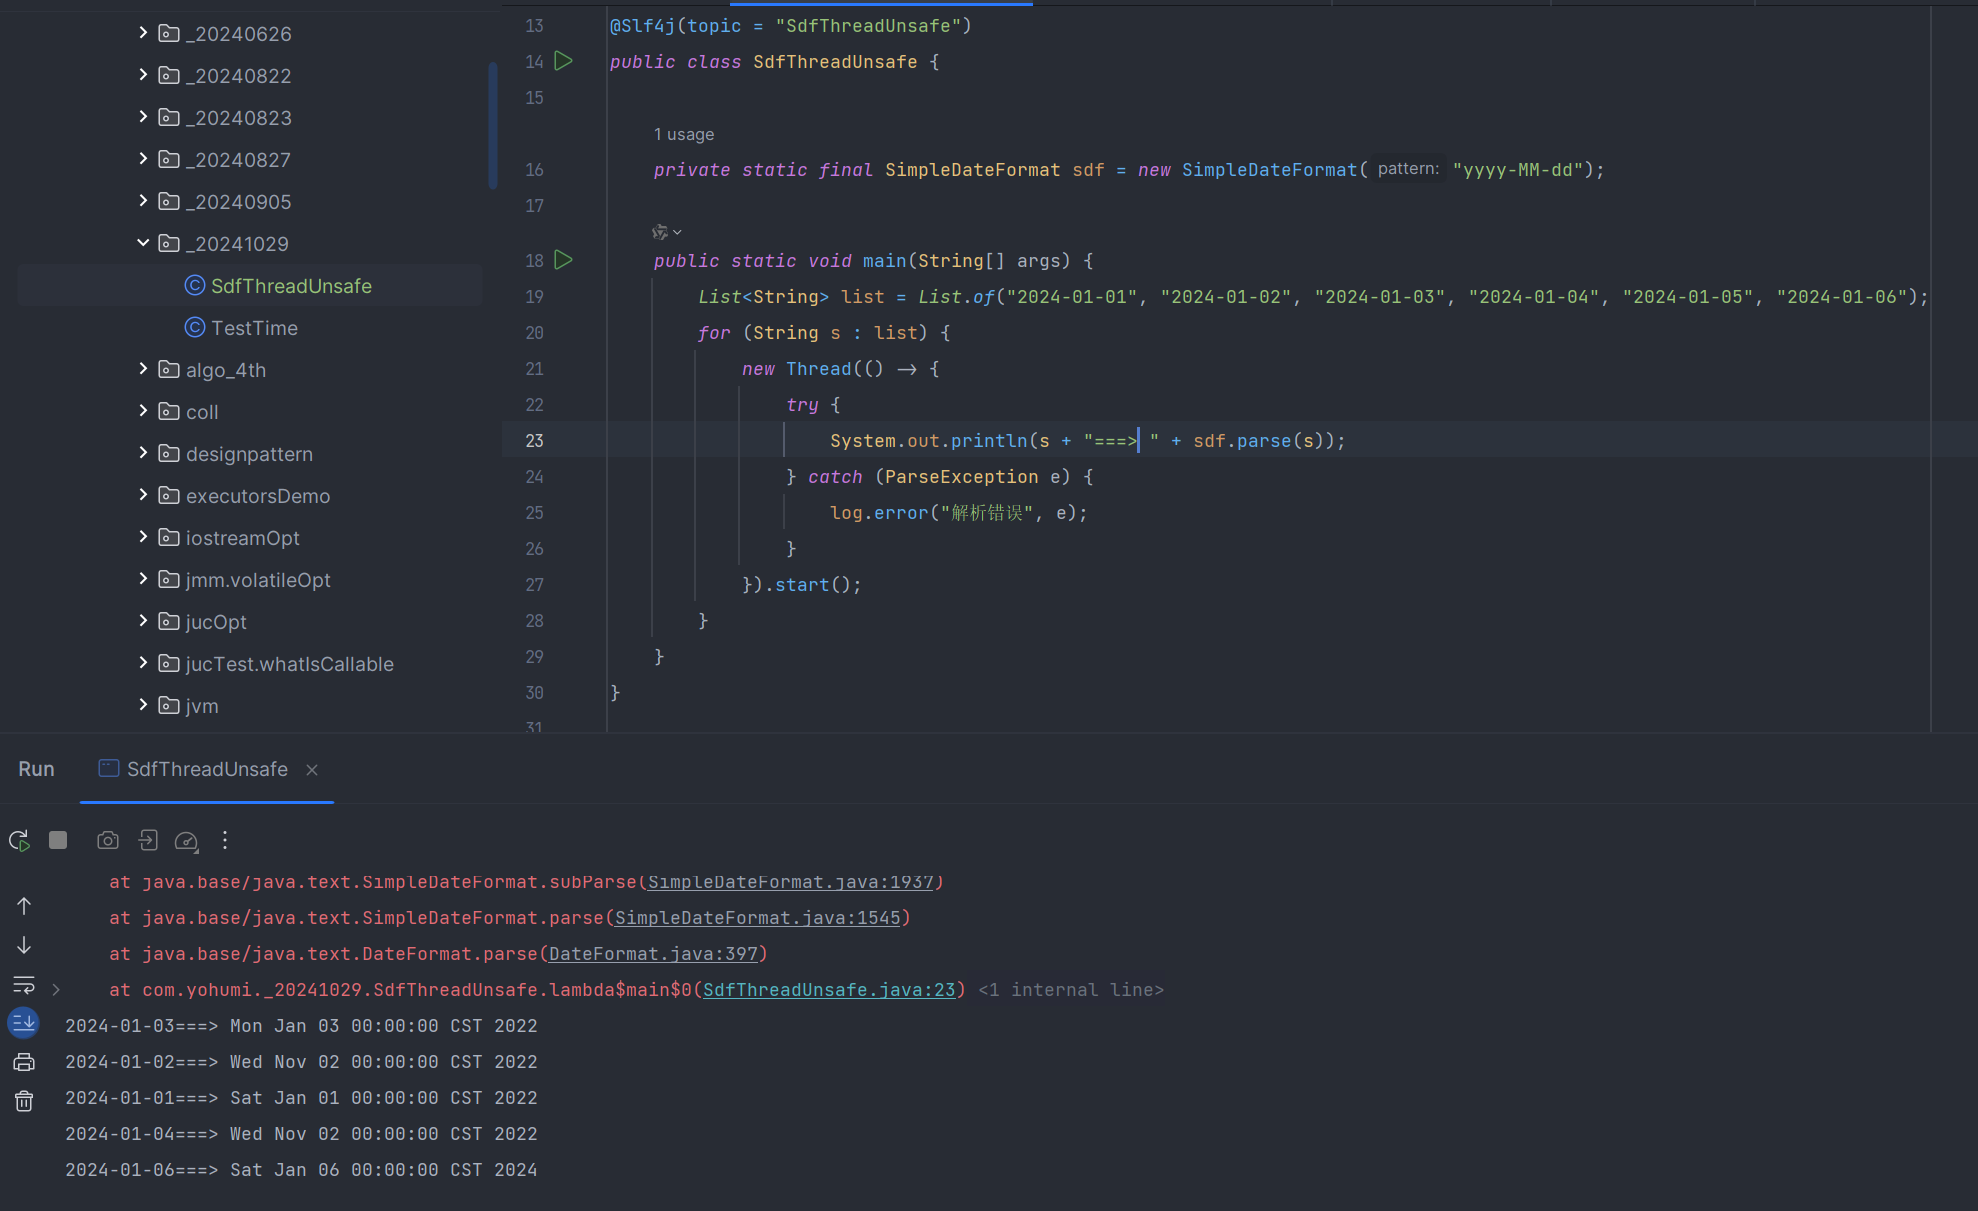 _20240626
_20240822
_20240823
_20240827
_20240905
_20241029
SdfThreadUnsafe
TestTime
algo_4th
coll
designpattern
executorsDemo
iostreamOpt
jmm.volatileOpt
jucOpt
jucTest.whatIsCallable
jvm
13 @Slf4j(topic = "SdfThreadUnsafe")
14 public class SdfThreadUnsafe {
15
1 usage
16 private static final SimpleDateFormat sdf = new SimpleDateFormat( pattern: "yyyy-MM-dd");
17
18 public static void main(String[] args) {
19 List<String> list = List.of("2024-01-01", "2024-01-02", "2024-01-03", "2024-01-04", "2024-01-05", "2024-01-06");
20 for (String s : list) {
21 new Thread(() -> {
22 try {
23 System.out.println(s + "===> " + sdf.parse(s));
24 } catch (ParseException e) {
25 log.error("解析错误", e);
26 }
27 }).start();
28 }
29 }
30 }
31
Run SdfThreadUnsafe
at java.base/java.text.SimpleDateFormat.subParse(SimpleDateFormat.java:1937)
at java.base/java.text.SimpleDateFormat.parse(SimpleDateFormat.java:1545)
at java.base/java.text.DateFormat.parse(DateFormat.java:397)
at com.yohumi._20241029.SdfThreadUnsafe.lambda$main$0(SdfThreadUnsafe.java:23) <1 internal line>
2024-01-03===> Mon Jan 03 00:00:00 CST 2022
2024-01-02===> Wed Nov 02 00:00:00 CST 2022
2024-01-01===> Sat Jan 01 00:00:00 CST 2022
2024-01-04===> Wed Nov 02 00:00:00 CST 2022
2024-01-06===> Sat Jan 06 00:00:00 CST 2024